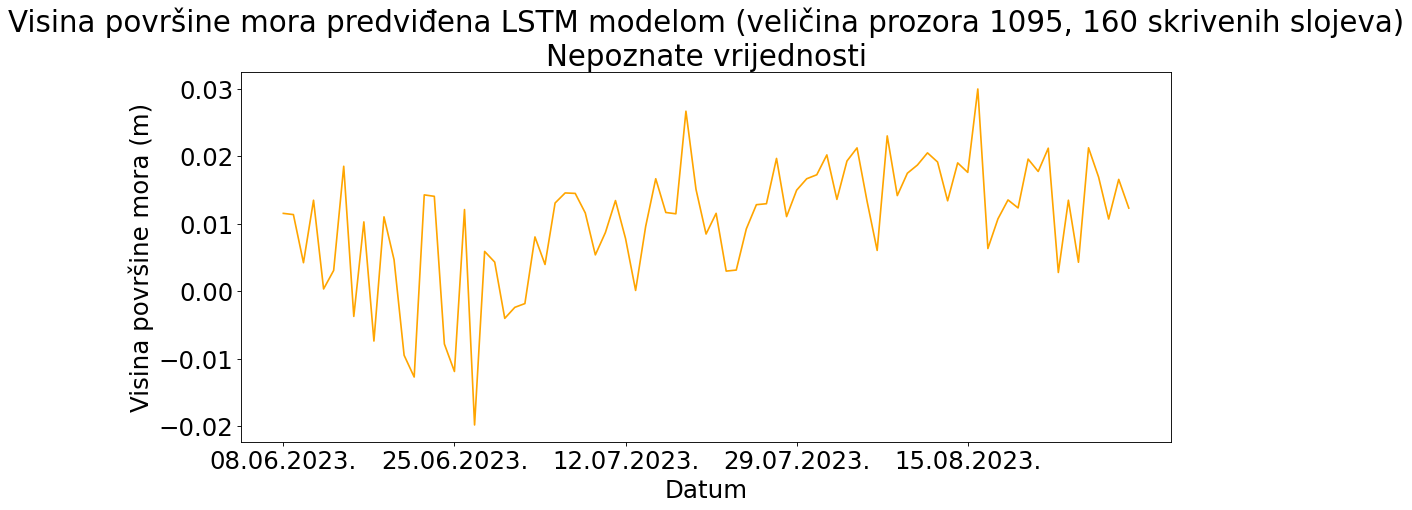 Visina površine mora predviđena LSTM modelom (veličina prozora 1095, 160 skrivenih slojeva)
Nepoznate vrijednosti
Visina površine mora (m)
0.03
0.02
0.01
0.00
−0.01
−0.02
08.06.2023. 25.06.2023. 12.07.2023. 29.07.2023. 15.08.2023.
Datum